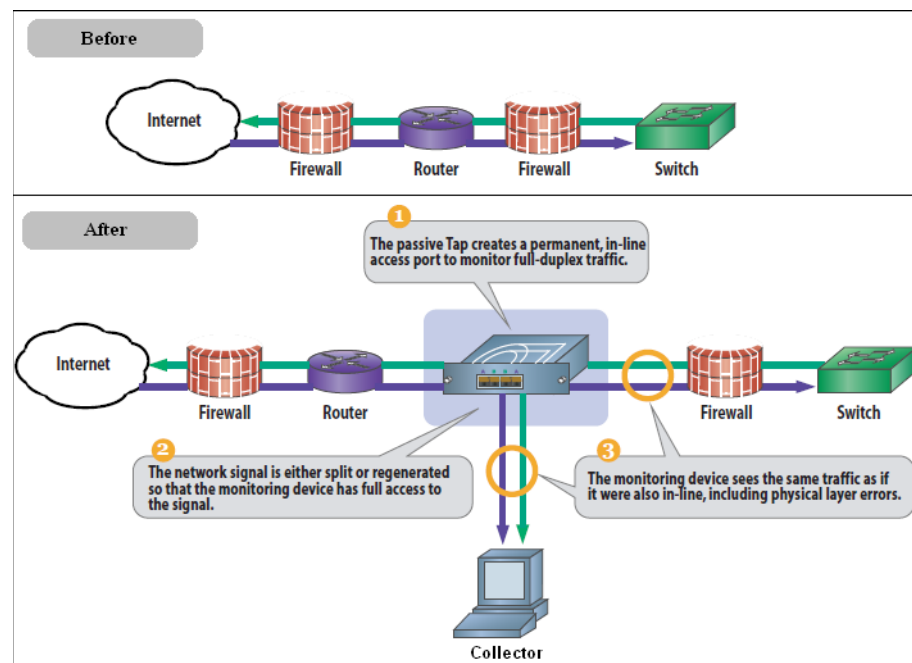 Before
Internet
Firewall
Router
Firewall
Switch
After
1
The passive Tap creates a permanent, in-line
access port to monitor full-duplex traffic.
Internet
Firewall
Router
Firewall
Switch
2
The network signal is either split or regenerated
so that the monitoring device has full access to
the signal.
3
The monitoring device sees the same traffic as if
it were also in-line, including physical layer errors.
Collector